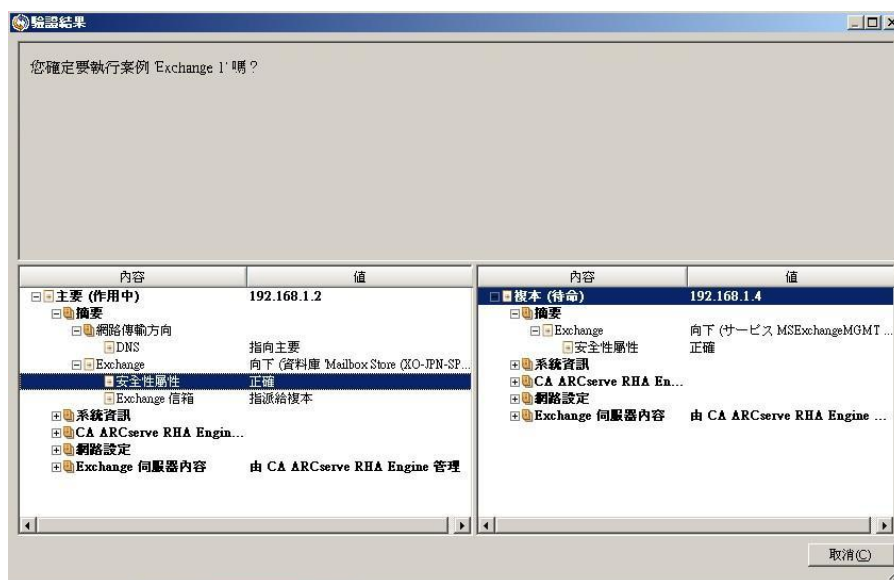 驗證結果
您確定要執行案例 'Exchange 1' 嗎？
內容 值
主要 (作用中) 192.168.1.2
摘要
網路傳輸方向
DNS 指向主要
Exchange 向下 (資料庫 'Mailbox Store (XO-JPN-SP...
安全性屬性 正確
Exchange 信箱 指派給複本
系統資訊
CA ARCserve RHA Engin...
網路設定
Exchange 伺服器內容 由 CA ARCserve RHA Engine 管理
內容 值
複本 (待命) 192.168.1.4
摘要
Exchange 向下 (サービス MSExchangeMGMT ...
安全性屬性 正確
系統資訊
CA ARCserve RHA En...
網路設定
Exchange 伺服器內容 由 CA ARCserve RHA Engine ...
取消(C)